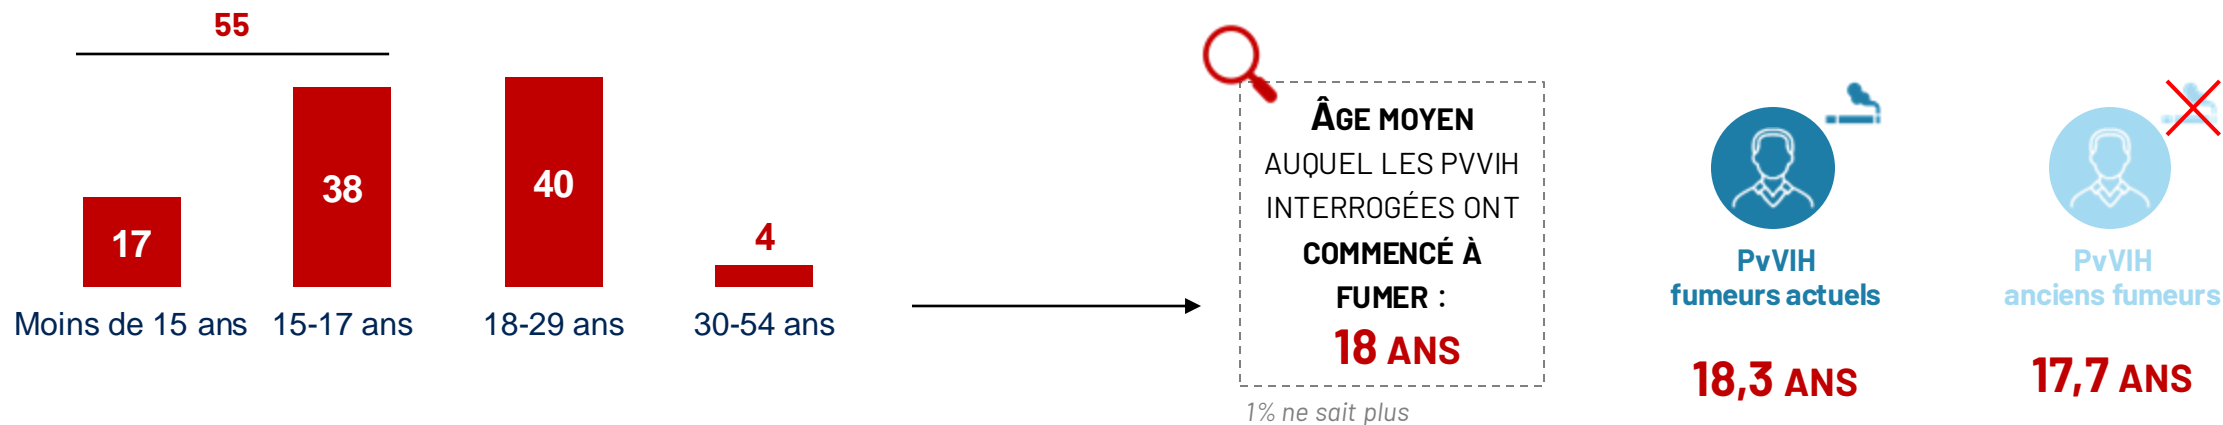 55
17
38
40
4
Moins de 15 ans
15-17 ans
18-29 ans
30-54 ans
ÂGE MOYEN
AUQUEL LES PVVIH
INTERROGÉES ONT
COMMENCÉ À
FUMER :
18 ANS
1% ne sait plus
PvVIH
fumeurs actuels
18,3 ANS
PvVIH
anciens fumeurs
17,7 ANS